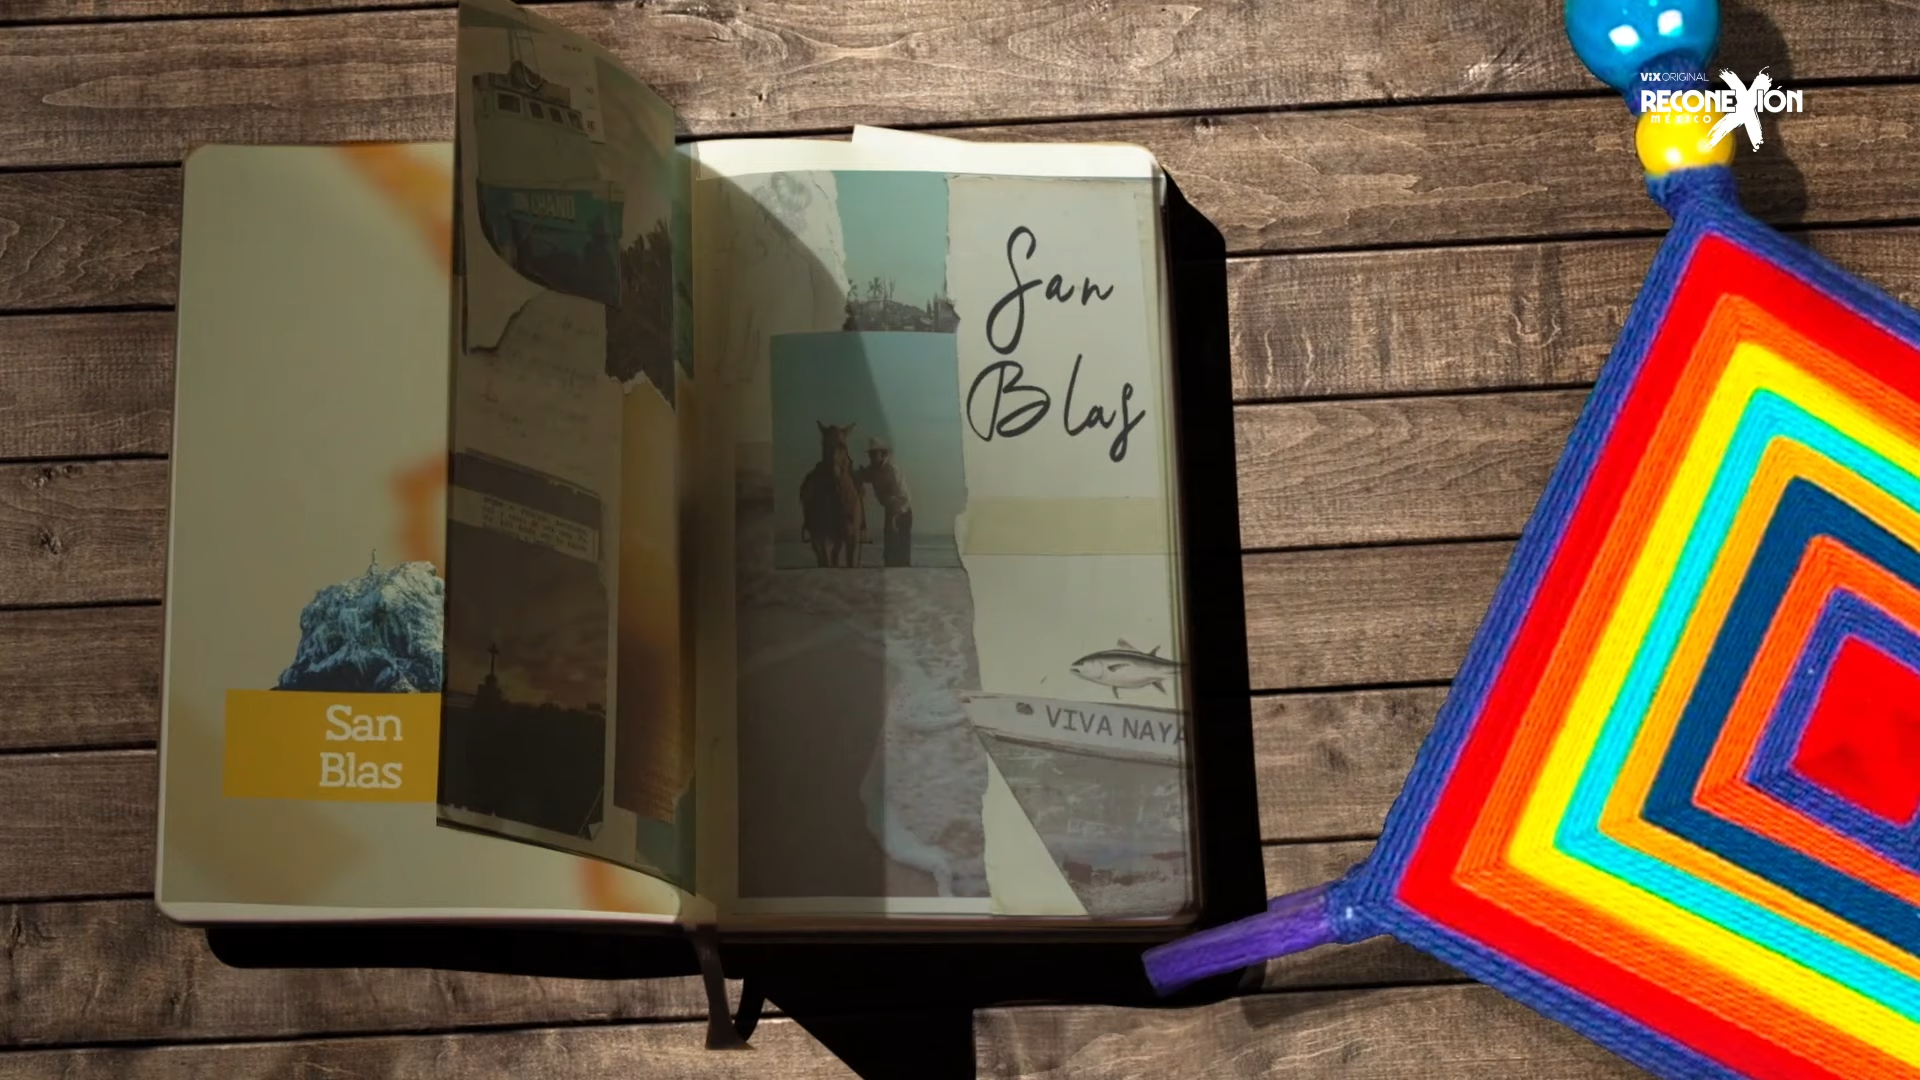 ViX ORIGINAL
RECONEXIÓN
MÉXICO
San
Blas
San
Blas
VIVA NAYA